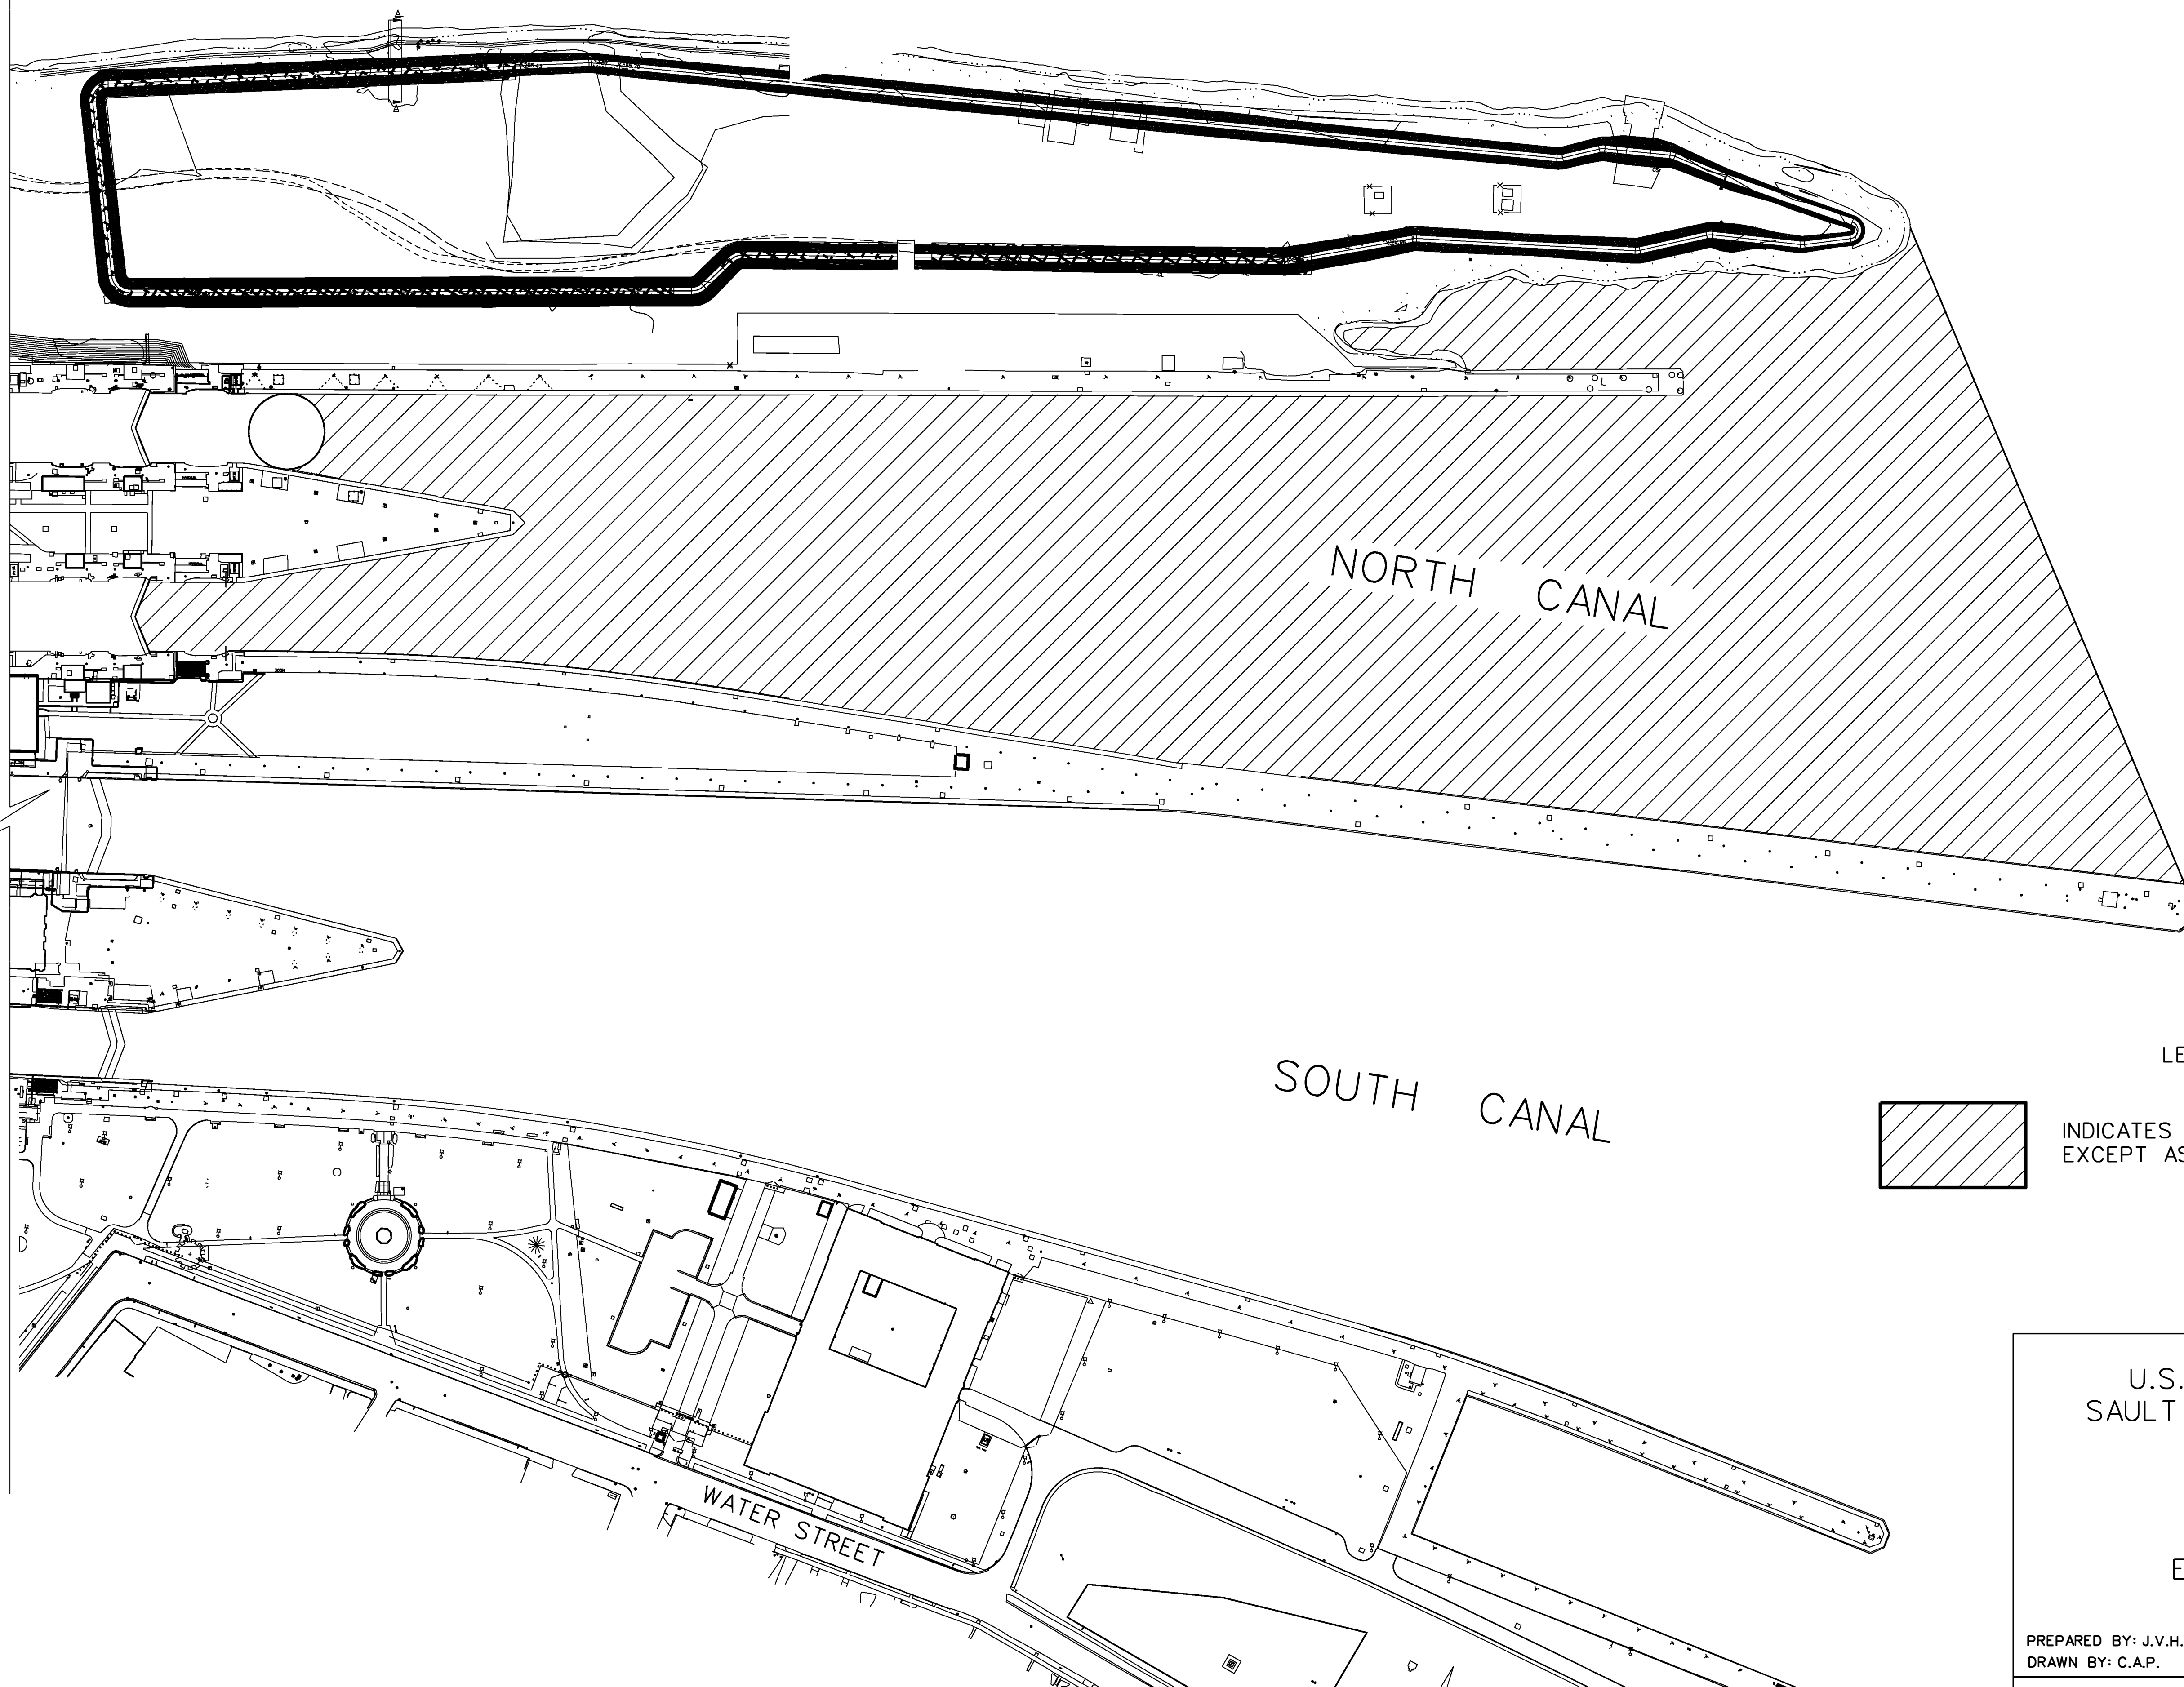 NORTH CANAL
SOUTH CANAL
LE
INDICATES
EXCEPT AS
WATER STREET
U.S.
SAULT
E
PREPARED BY: J.V.H.
DRAWN BY: C.A.P.